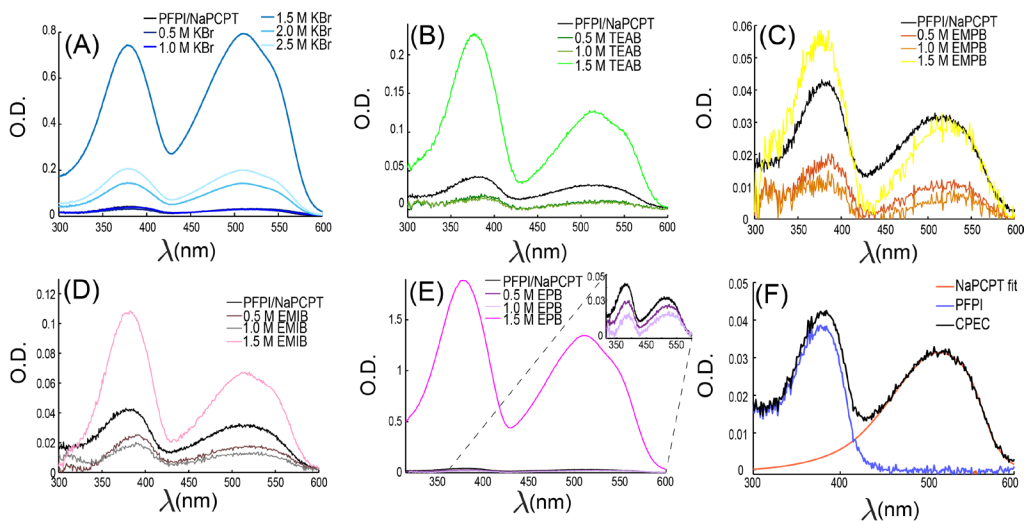 (A)
PFPI/NaPCPT
0.5 M KBr
1.0 M KBr
1.5 M KBr
2.0 M KBr
2.5 M KBr
0.8
0.6
0.4
0.2
0
O.D.
300 350 400 450 500 550 600
λ(nm)
(B)
PFPI/NaPCPT
0.5 M TEAB
1.0 M TEAB
1.5 M TEAB
0.2
0.15
0.1
0.05
0
O.D.
300 350 400 450 500 550 600
λ(nm)
(C)
PFPI/NaPCPT
0.5 M EMPB
1.0 M EMPB
1.5 M EMPB
0.06
0.05
0.04
0.03
0.02
0.01
0
O.D.
300 350 400 450 500 550 600
λ(nm)
(D)
PFPI/NaPCPT
0.5 M EMIB
1.0 M EMIB
1.5 M EMIB
0.12
0.1
0.08
0.06
0.04
0.02
0
O.D.
300 350 400 450 500 550 600
λ(nm)
(E)
PFPI/NaPCPT
0.5 M EPB
1.0 M EPB
1.5 M EPB
1.5
1
0.5
0
O.D.
300 350 400 450 500 550 600
λ(nm)
0.05
0.03
0
350 450 550
(F)
NaPCPT fit
PFPI
CPEC
0.05
0.04
0.03
0.02
0.01
0
O.D.
300 400 500 600
λ(nm)